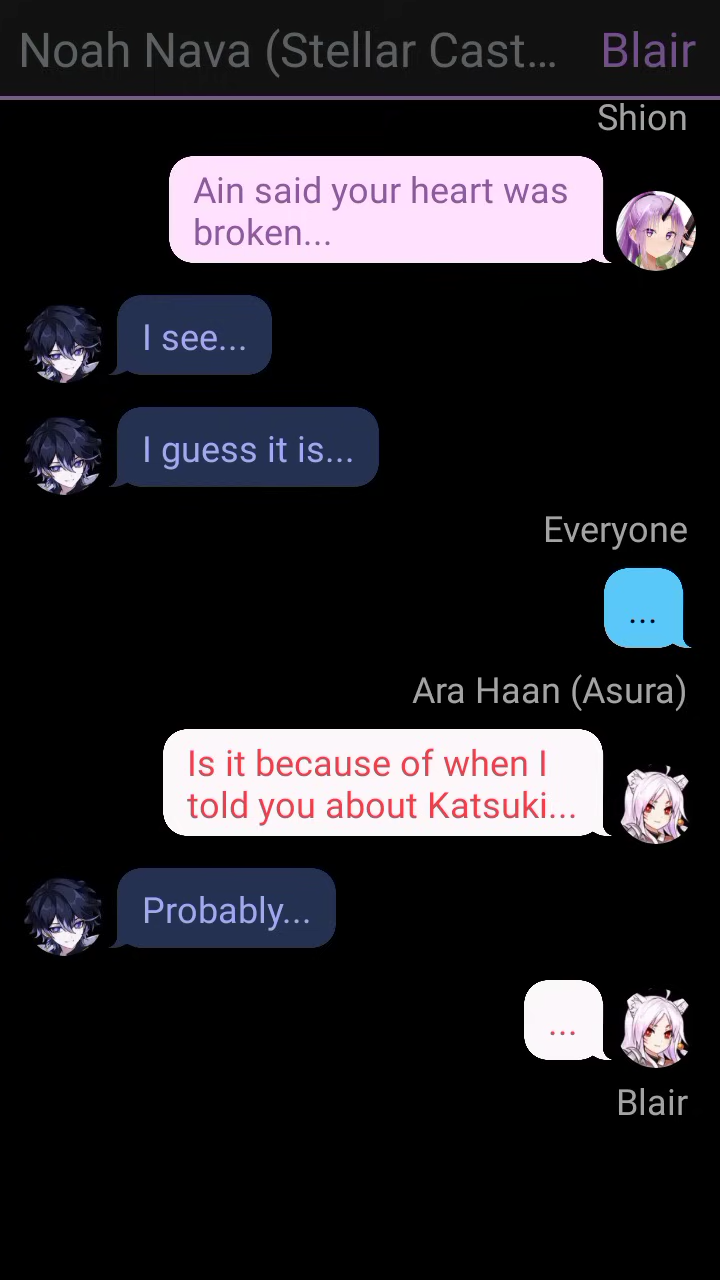 Noah Nava (Stellar Cast... Blair
Shion
Ain said your heart was
broken...
I see...
I guess it is...
Everyone
...
Ara Haan (Asura)
Is it because of when I
told you about Katsuki...
Probably...
...
Blair